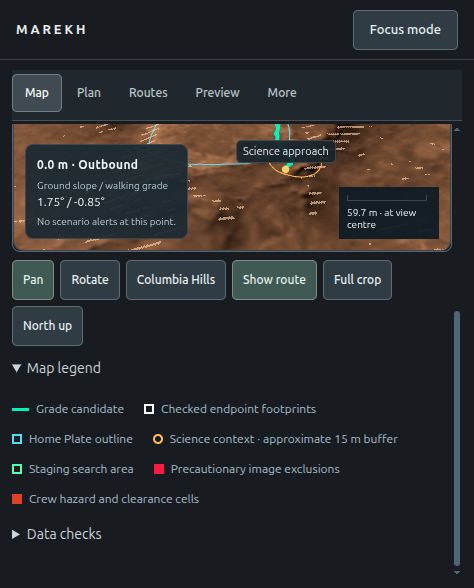 MAREKH
Focus mode
Map Plan Routes Preview More
Science approach
0.0 m · Outbound
Ground slope / walking grade
1.75° / -0.85°
No scenario alerts at this point.
59.7 m · at view
centre
Pan Rotate Columbia Hills Show route Full crop
North up
Map legend
Grade candidate Checked endpoint footprints
Home Plate outline Science context · approximate 15 m buffer
Staging search area Precautionary image exclusions
Crew hazard and clearance cells
Data checks